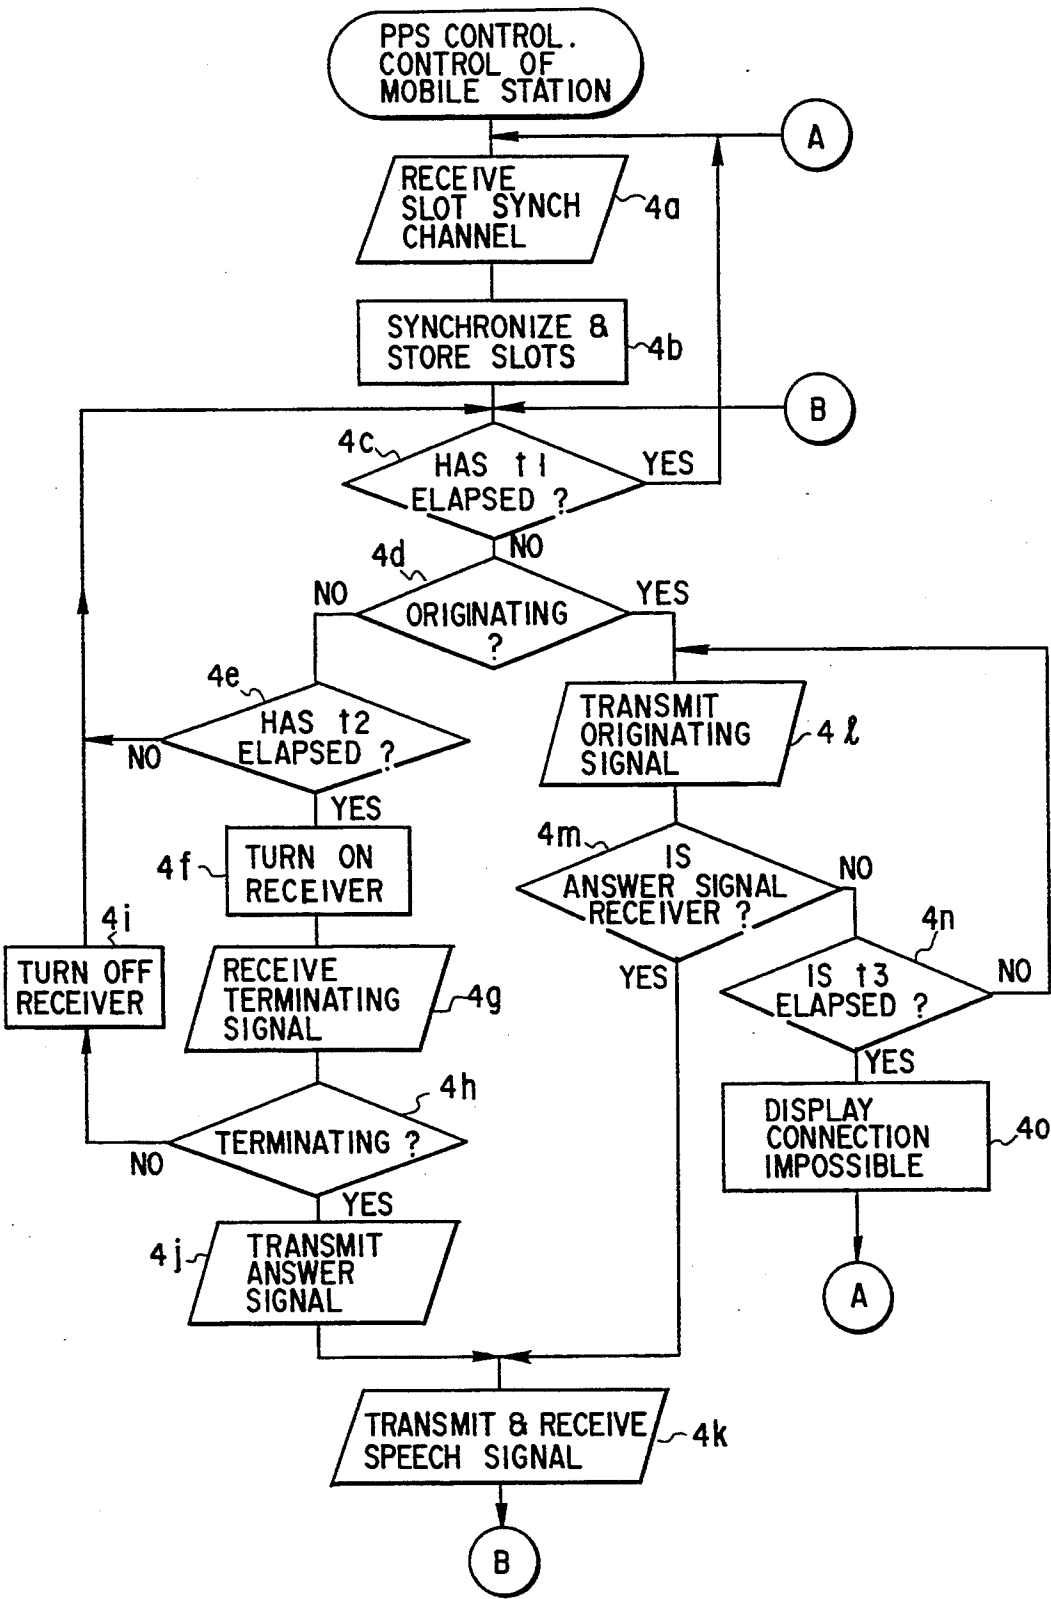 PPS CONTROL.
CONTROL OF
MOBILE STATION
A
RECEIVE
SLOT SYNCH
CHANNEL
4a
SYNCHRONIZE &
STORE SLOTS
4b
B
4c
HAS t1
ELAPSED ?
YES
NO
4d
ORIGINATING
?
NO
YES
4e
HAS t2
ELAPSED ?
NO
YES
TRANSMIT
ORIGINATING
SIGNAL
4l
4f
TURN ON
RECEIVER
4m
IS
ANSWER SIGNAL
RECEIVER ?
NO
YES
4i
TURN OFF
RECEIVER
RECEIVE
TERMINATING
SIGNAL
4g
4n
IS t3
ELAPSED ?
NO
YES
4h
TERMINATING ?
NO
YES
DISPLAY
CONNECTION
IMPOSSIBLE
4o
4j
TRANSMIT
ANSWER
SIGNAL
A
TRANSMIT & RECEIVE
SPEECH SIGNAL
4k
B